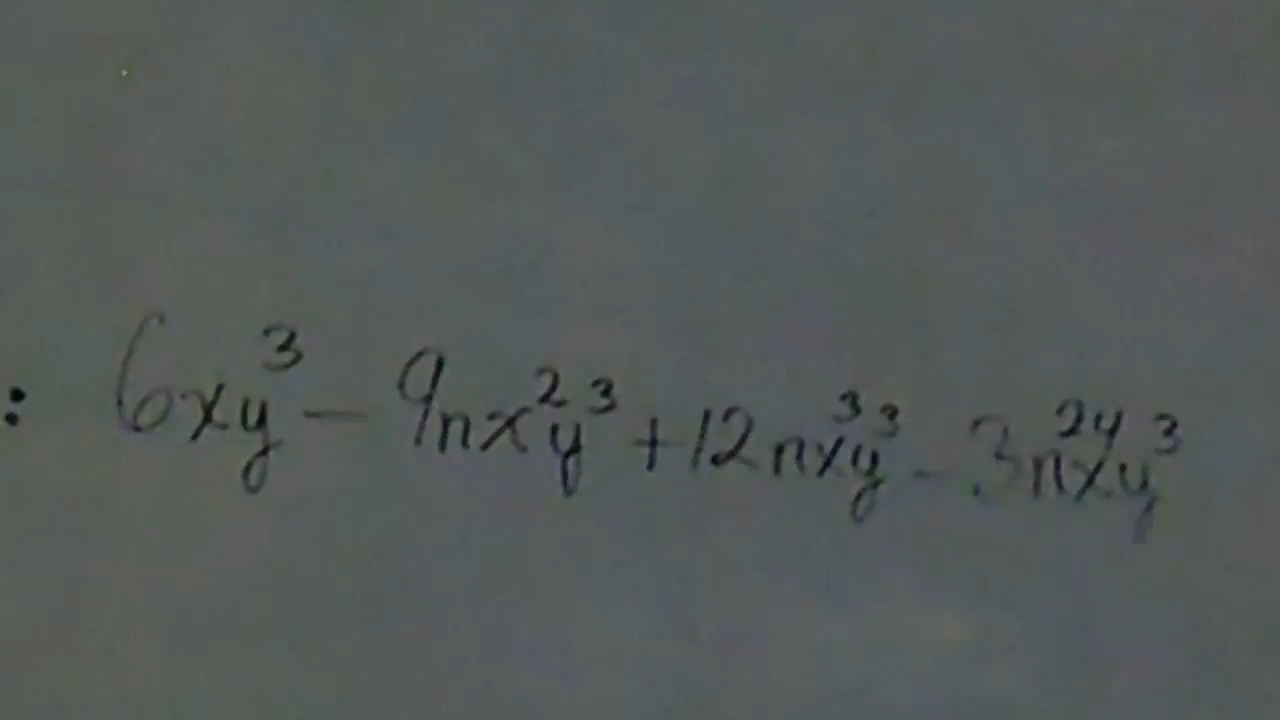 : 6xy³ - 9nx²y³ + 12nx³y³ - 3n²x⁴y³